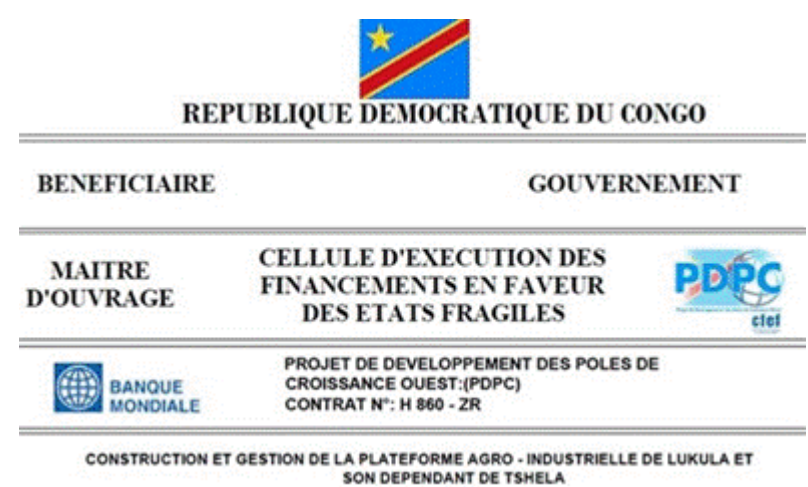 REPUBLIQUE DEMOCRATIQUE DU CONGO
BENEFICIAIRE GOUVERNEMENT
MAITRE
D'OUVRAGE
CELLULE D'EXECUTION DES
FINANCEMENTS EN FAVEUR
DES ETATS FRAGILES
PDPC
cfef
BANQUE
MONDIALE
PROJET DE DEVELOPPEMENT DES POLES DE
CROISSANCE OUEST:(PDPC)
CONTRAT N°: H 860 - ZR
CONSTRUCTION ET GESTION DE LA PLATEFORME AGRO - INDUSTRIELLE DE LUKULA ET
SON DEPENDANT DE TSHELA